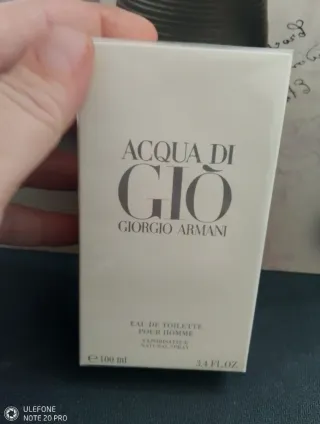 ACQUA DI
GIÒ
GIORGIO ARMANI
EAU DE TOILETTE
POUR HOMME
VAPORISATEUR
NATURAL SPRAY
℮ 100 ml
3.4 FL.OZ
ULEFONE
NOTE 20 PRO